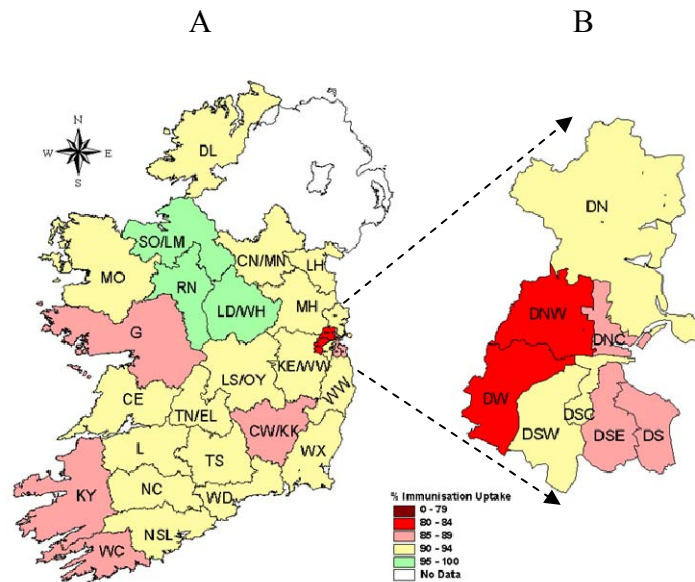 A
B
N
W E
S
DL
SO/LM
CN/MN
LH
MO
RN
LD/WH
MH
G
KE/WW
LS/OY
WW
CE
TN/EL
CW/KK
L
TS
WX
KY
NC
WD
NSL
WC
DN
DNW
DNC
DW
DSC
DSW
DSE
DS
% Immunisation Uptake
0 - 79
80 - 84
85 - 89
90 - 94
95 - 100
No Data